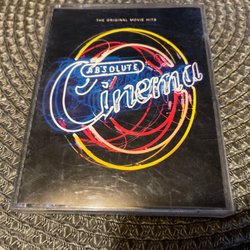 THE ORIGINAL MOVIE HITS
ABSOLUTE
Cinema